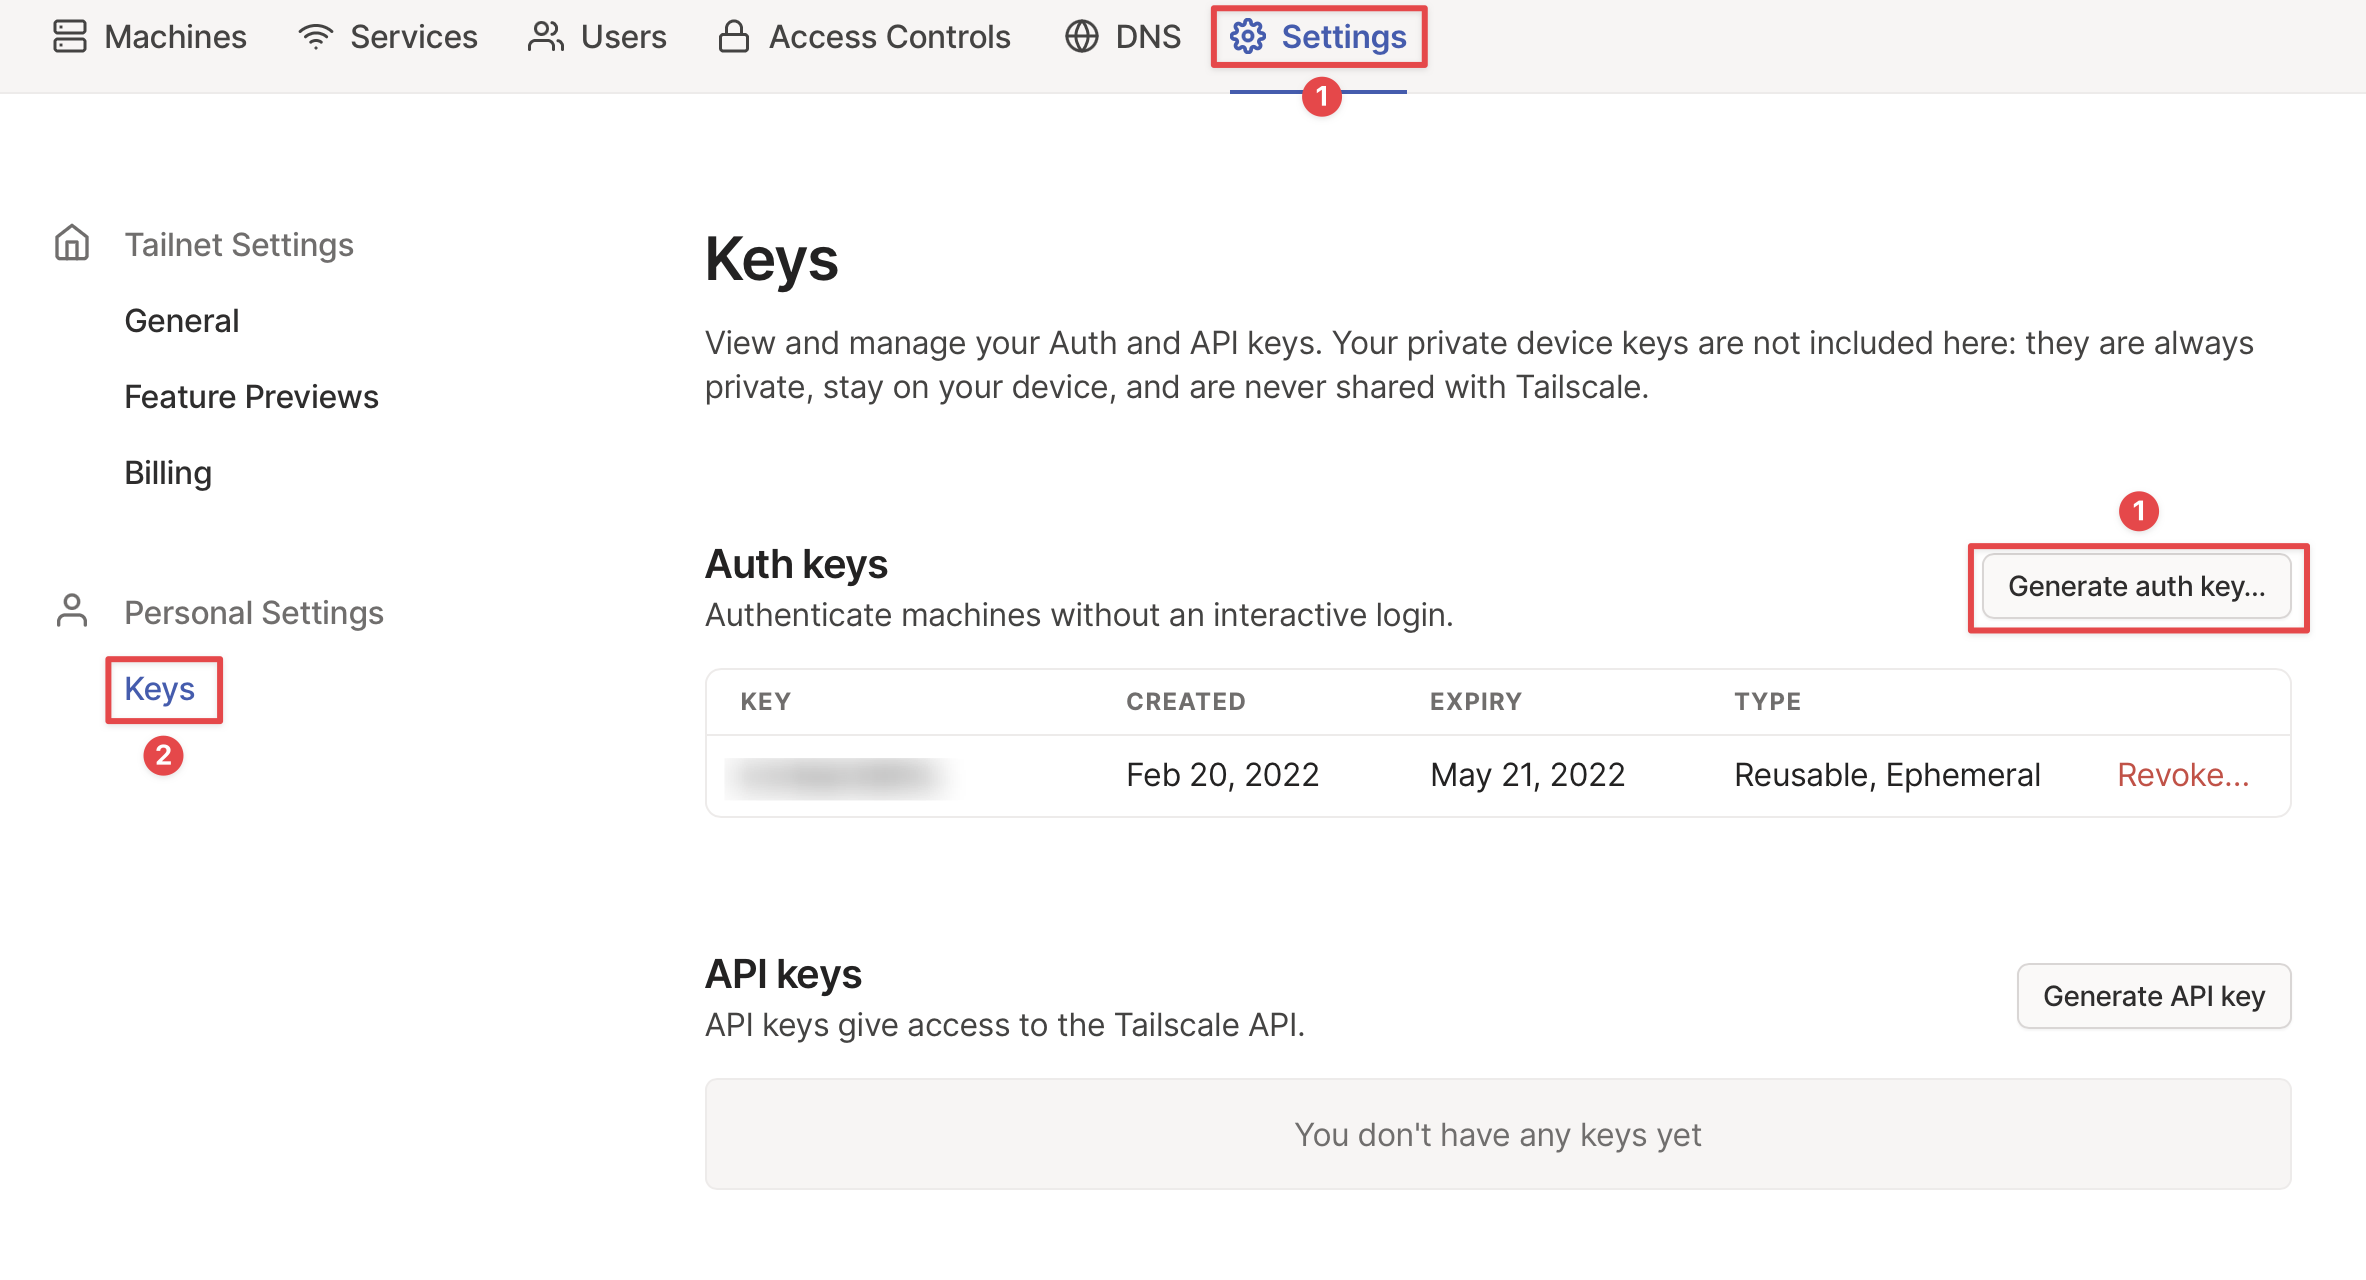 Machines Services Users Access Controls DNS Settings
1
Tailnet Settings
General
Feature Previews
Billing
Personal Settings
Keys
2
Keys
View and manage your Auth and API keys. Your private device keys are not included here: they are always
private, stay on your device, and are never shared with Tailscale.
1
Auth keys
Generate auth key...
Authenticate machines without an interactive login.
KEY CREATED EXPIRY TYPE
Feb 20, 2022 May 21, 2022 Reusable, Ephemeral Revoke...
API keys
Generate API key
API keys give access to the Tailscale API.
You don't have any keys yet